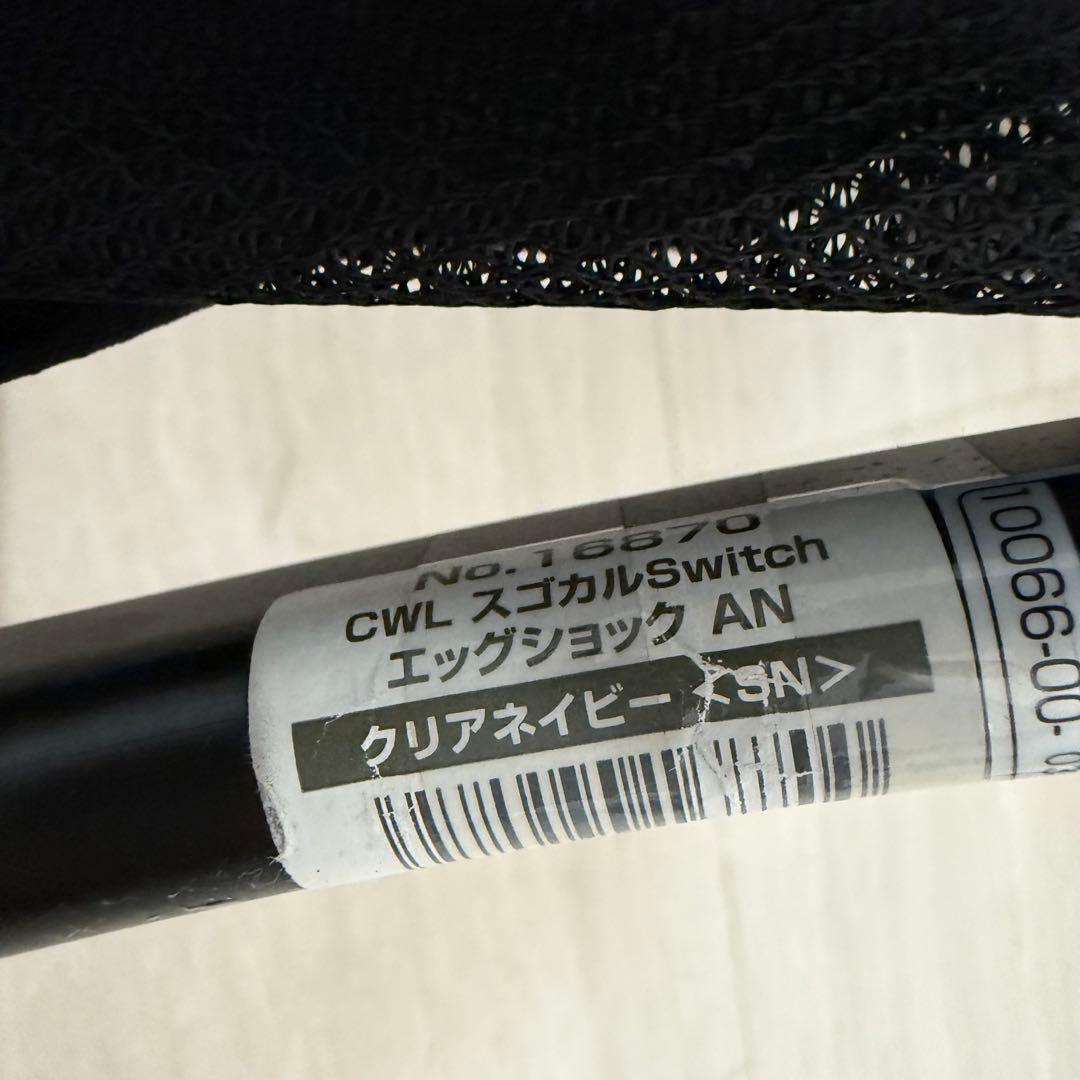 No.16870
CWL スゴカルSwitch
エッグショック AN
クリアネイビー <SN>
10066-00-